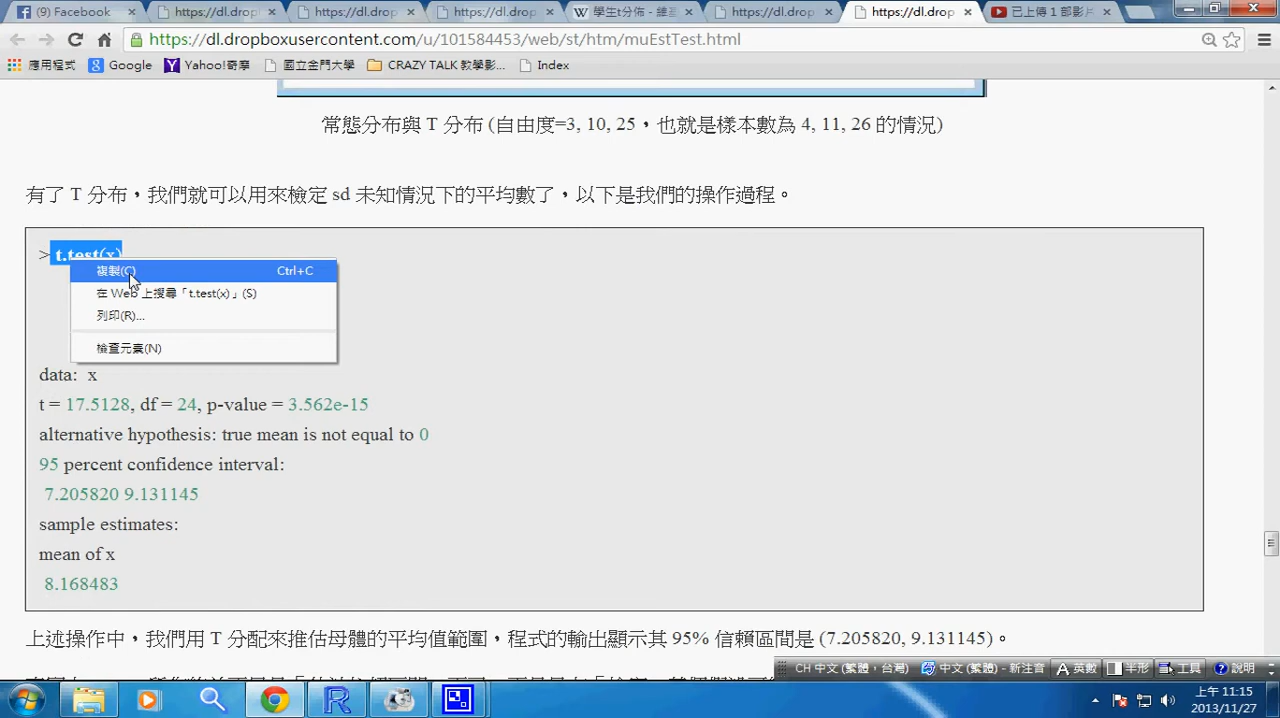 (9) Facebook
https://dl.dropb
https://dl.dropb
https://dl.dropb
學生t分佈 - 維基
https://dl.dropb
https://dl.dropb
已上傳 1 部影片
https://dl.dropboxusercontent.com/u/101584453/web/st/htm/muEstTest.html
應用程式 Google Yahoo!奇摩 國立金門大學 CRAZY TALK 教學影... Index
常態分布與 T 分布 (自由度=3, 10, 25，也就是樣本數為 4, 11, 26 的情況)
有了 T 分布，我們就可以用來檢定 sd 未知情況下的平均數了，以下是我們的操作過程。
> t.test(x)
複製(C) Ctrl+C
在 Web 上搜尋「t.test(x)」(S)
列印(R)...
檢查元素(N)
data: x
t = 17.5128, df = 24, p-value = 3.562e-15
alternative hypothesis: true mean is not equal to 0
95 percent confidence interval:
7.205820 9.131145
sample estimates:
mean of x
8.168483
上述操作中，我們用 T 分配來推估母體的平均值範圍，程式的輸出顯示其 95% 信賴區間是 (7.205820, 9.131145)。
CH 中文 (繁體，台灣) 中文 (繁體) - 新注音 A 英數 半形 工具 說明
上午 11:15
2013/11/27